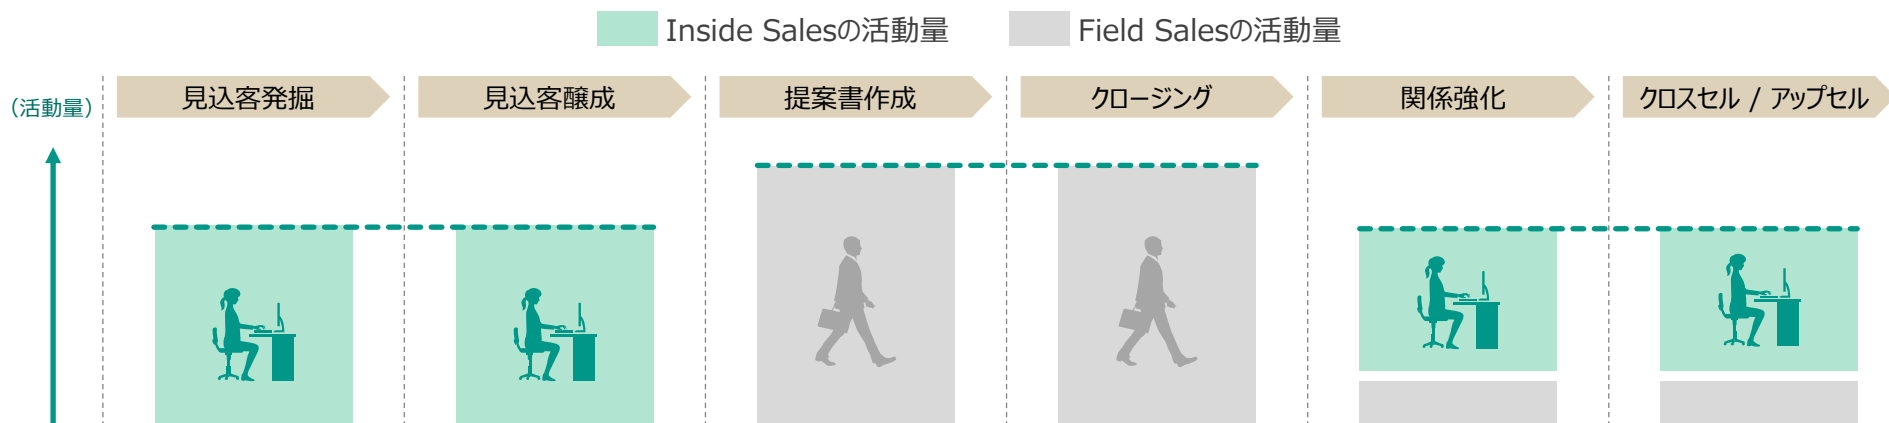 Inside Salesの活動量
Field Salesの活動量
（活動量）
見込客発掘
見込客醸成
提案書作成
クロージング
関係強化
クロスセル / アップセル